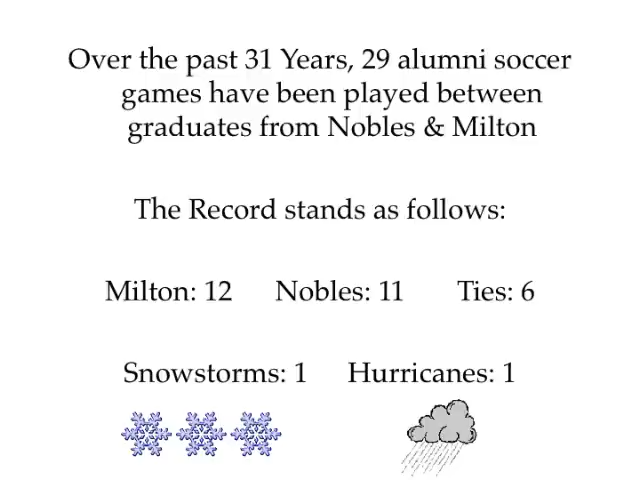 Over the past 31 Years, 29 alumni soccer
games have been played between
graduates from Nobles & Milton
The Record stands as follows:
Milton: 12 Nobles: 11 Ties: 6
Snowstorms: 1 Hurricanes: 1